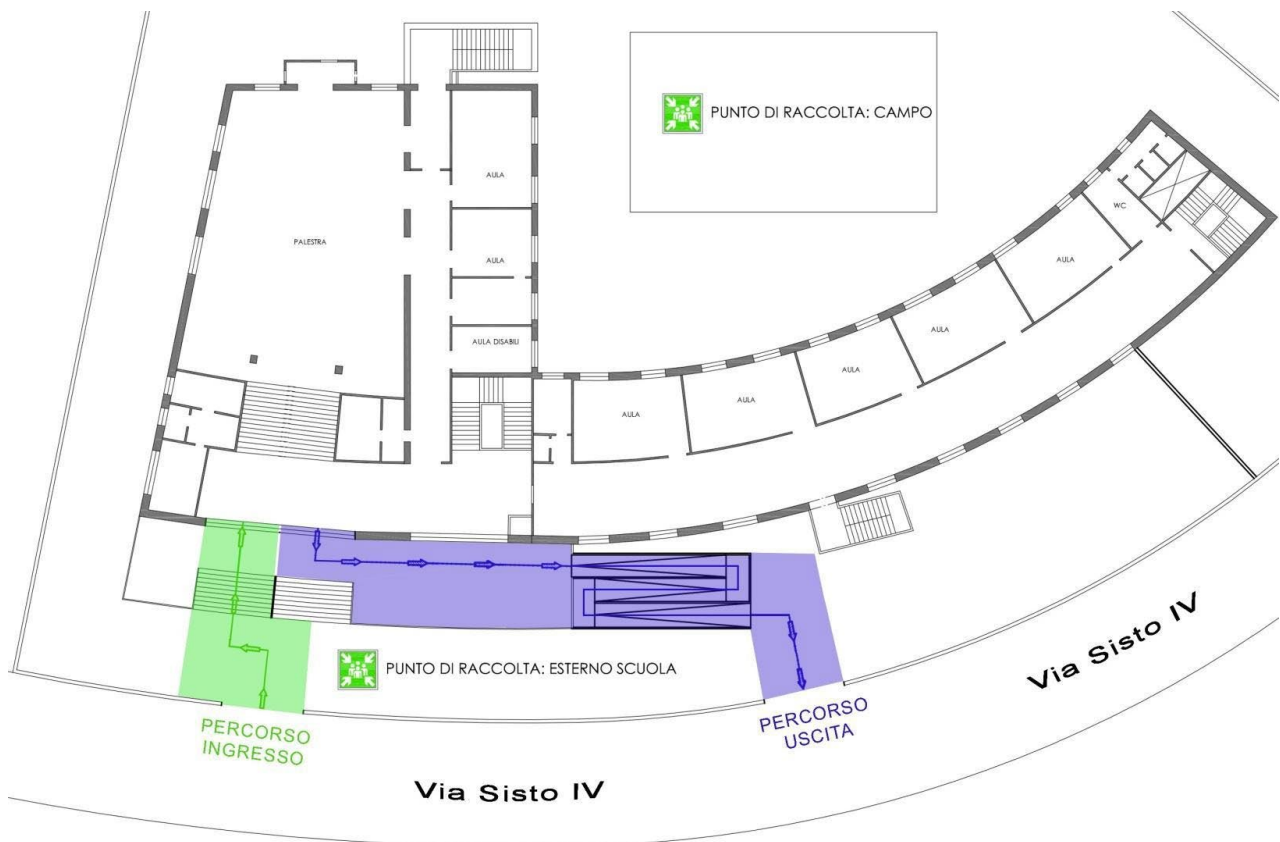 PUNTO DI RACCOLTA: CAMPO
AULA
WC
PALESTRA
AULA
AULA
AULA
AULA DISABILI
AULA
AULA
AULA
PUNTO DI RACCOLTA: ESTERNO SCUOLA
Via Sisto IV
PERCORSO
INGRESSO
PERCORSO
USCITA
Via Sisto IV